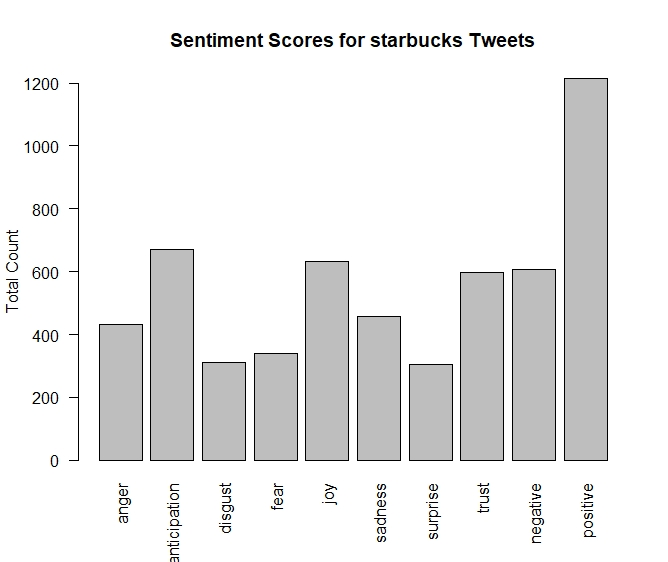 Sentiment Scores for starbucks Tweets
Total Count
1200
1000
800
600
400
200
0
anger
anticipation
disgust
fear
joy
sadness
surprise
trust
negative
positive